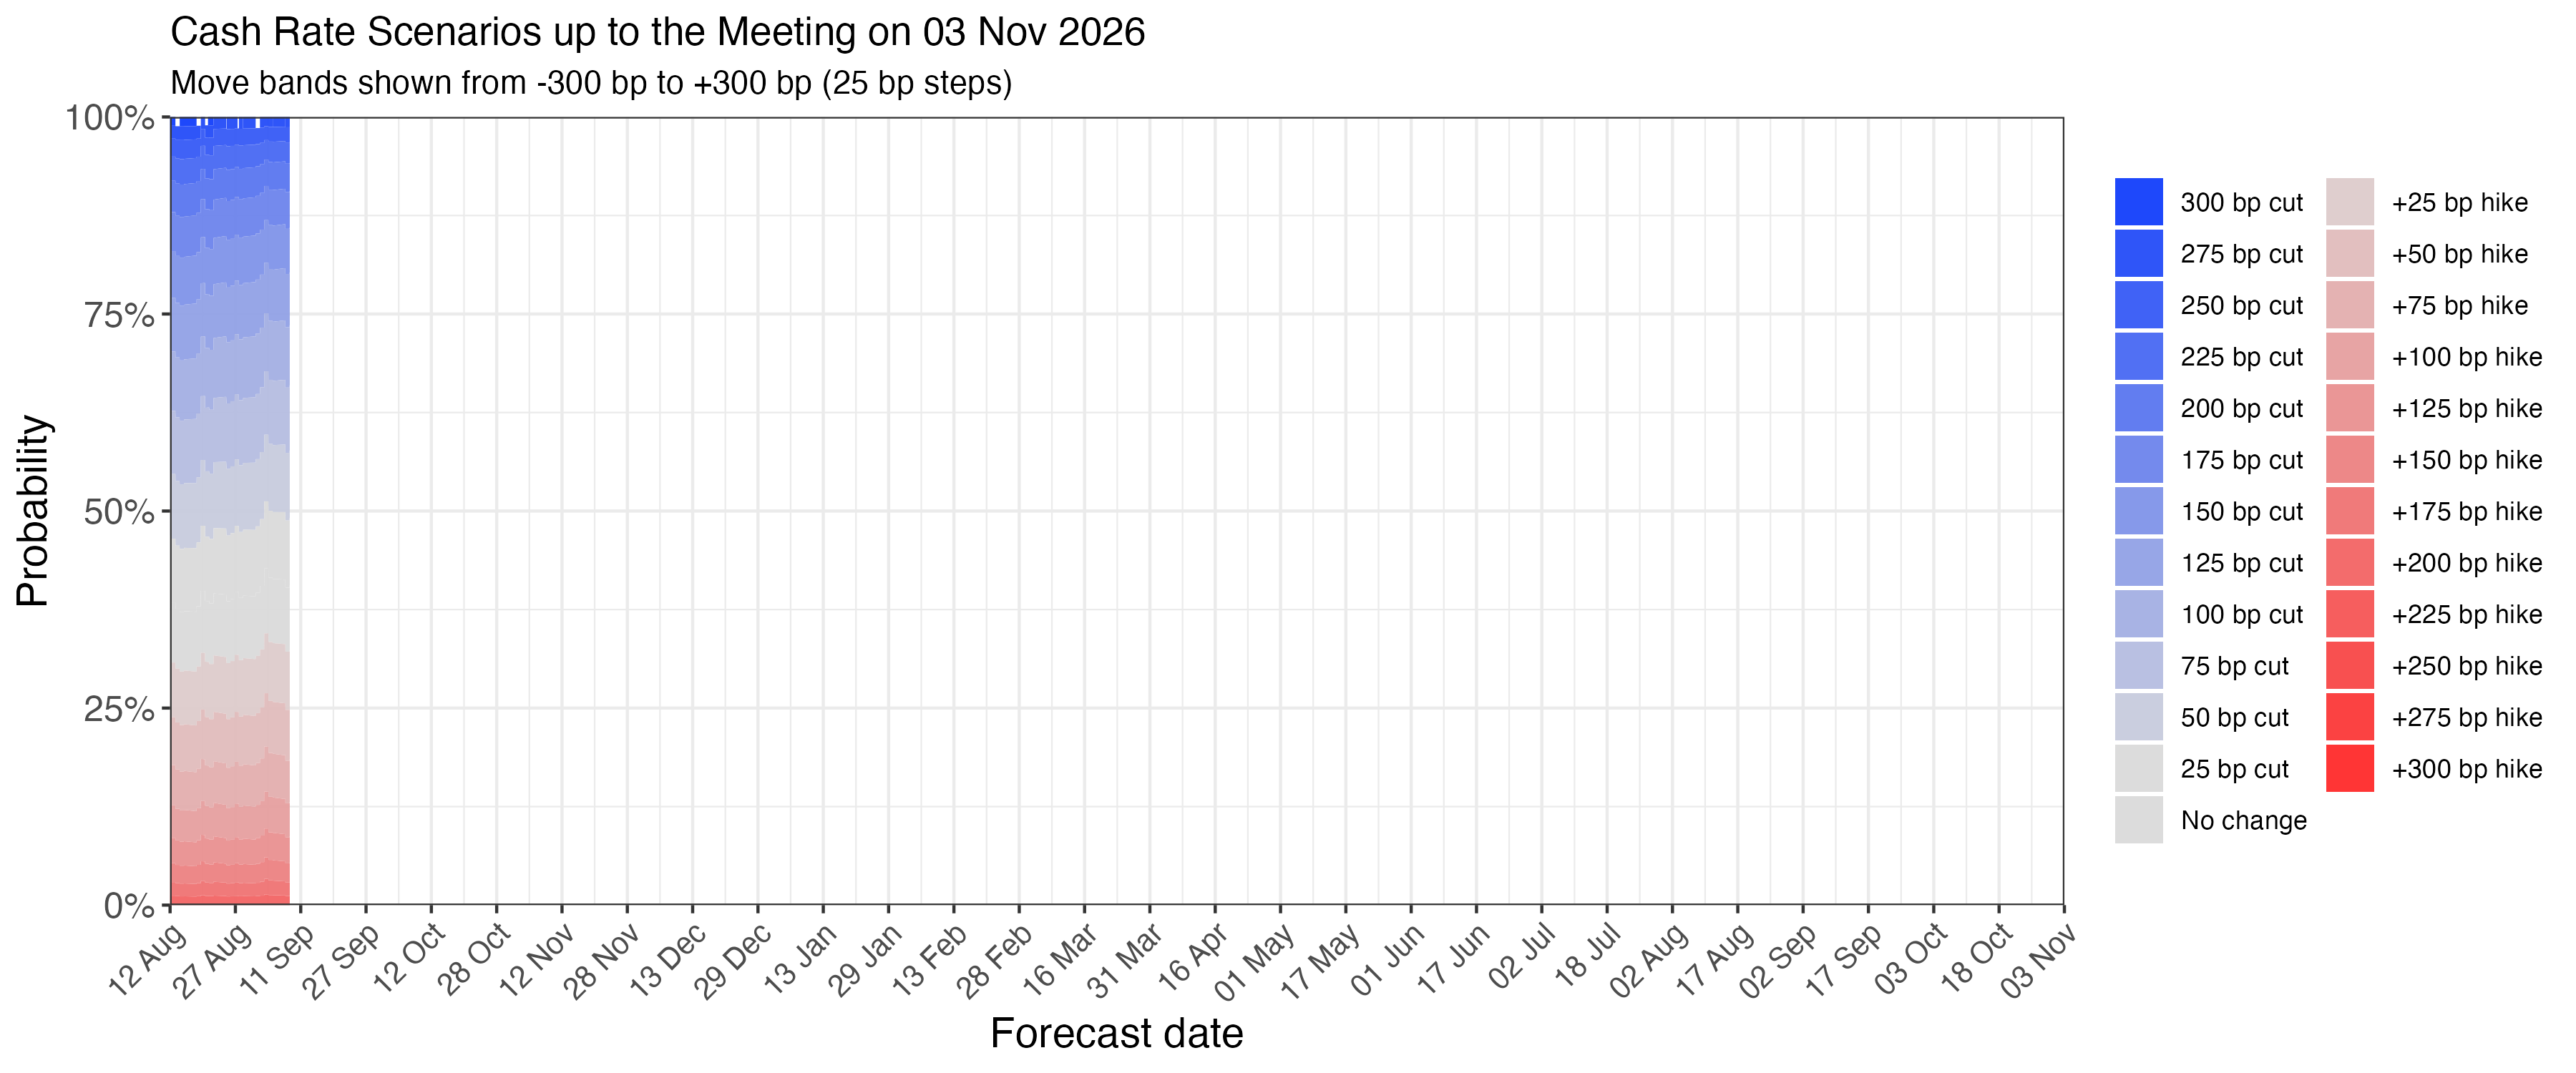 Cash Rate Scenarios up to the Meeting on 03 Nov 2026
Move bands shown from -300 bp to +300 bp (25 bp steps)
Probability
100%
75%
50%
25%
0%
12 Aug
27 Aug
11 Sep
27 Sep
12 Oct
28 Oct
12 Nov
28 Nov
13 Dec
29 Dec
13 Jan
29 Jan
13 Feb
28 Feb
16 Mar
31 Mar
16 Apr
01 May
17 May
01 Jun
17 Jun
02 Jul
18 Jul
02 Aug
17 Aug
02 Sep
17 Sep
03 Oct
18 Oct
03 Nov
Forecast date
300 bp cut
275 bp cut
250 bp cut
225 bp cut
200 bp cut
175 bp cut
150 bp cut
125 bp cut
100 bp cut
75 bp cut
50 bp cut
25 bp cut
No change
+25 bp hike
+50 bp hike
+75 bp hike
+100 bp hike
+125 bp hike
+150 bp hike
+175 bp hike
+200 bp hike
+225 bp hike
+250 bp hike
+275 bp hike
+300 bp hike